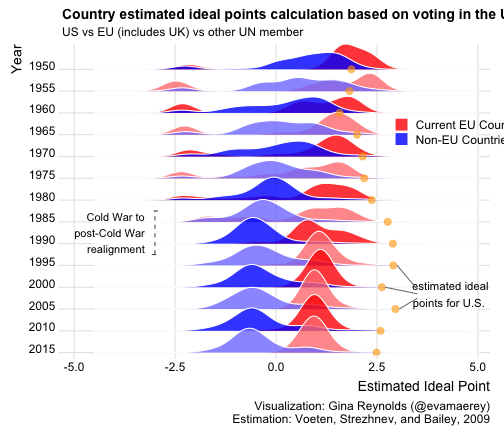 Country estimated ideal points calculation based on voting in the
US vs EU (includes UK) vs other UN member
Year
1950
1955
1960
1965
1970
1975
1980
1985
1990
1995
2000
2005
2010
2015
Current EU
Non-EU
Cold War to
post-Cold War
realignment
estimated ideal
points for U.S.
-5.0
-2.5
0.0
2.5
5.0
Estimated Ideal Point
Visualization: Gina Reynolds (@evamaerey)
Estimation: Voeten, Strezhnev, and Bailey, 2009